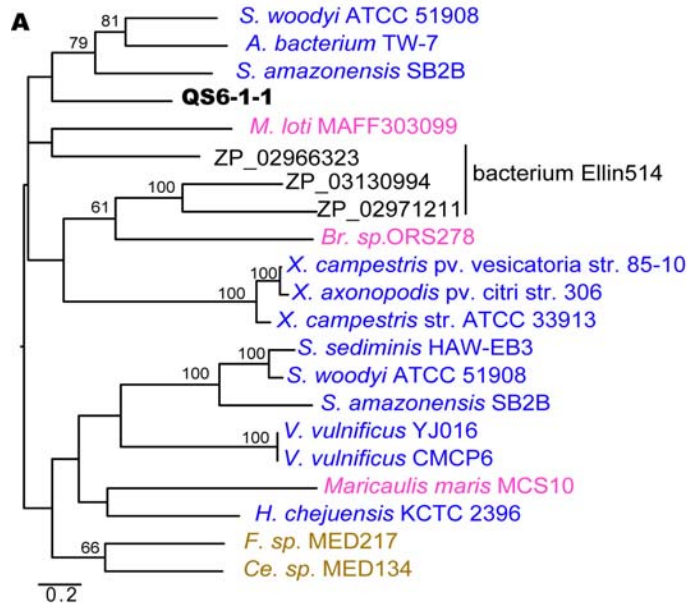 A
S. woodyi ATCC 51908
81
A. bacterium TW-7
79
S. amazonensis SB2B
QS6-1-1
M. loti MAFF303099
ZP_02966323
bacterium Ellin514
100
ZP_03130994
ZP_02971211
61
Br. sp.ORS278
X. campestris pv. vesicatoria str. 85-10
100
X. axonopodis pv. citri str. 306
100
X. campestris str. ATCC 33913
S. sediminis HAW-EB3
100
S. woodyi ATCC 51908
100
S. amazonensis SB2B
V. vulnificus YJ016
100
V. vulnificus CMCP6
Maricaulis maris MCS10
H. chejuensis KCTC 2396
F. sp. MED217
66
Ce. sp. MED134
0.2